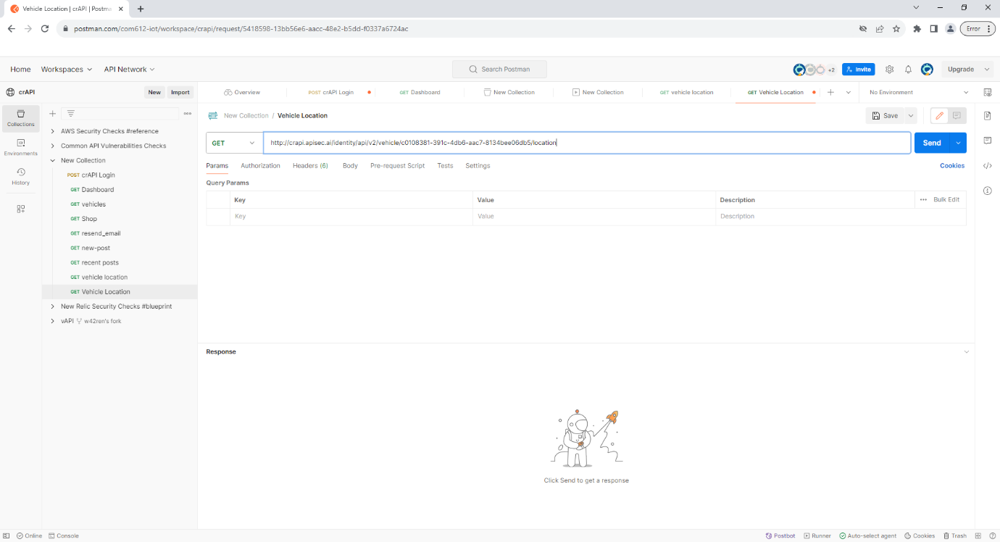 Vehicle Location | crAPI | Postma
postman.com/com612-iot/workspace/crapi/request/5418598-13bb56e6-aacc-48e2-b5dd-f0337a6724ac
Error
Home Workspaces API Network Search Postman +2 Invite Upgrade
crAPI New Import Overview POST crAPI Login GET Dashboard New Collection New Collection GET vehicle location GET Vehicle Location No Environment
Collections
Environments
History
AWS Security Checks #reference
Common API Vulnerabilities Checks
New Collection
POST crAPI Login
GET Dashboard
GET vehicles
GET Shop
GET resend_email
GET new-post
GET recent posts
GET vehicle location
GET Vehicle Location
New Relic Security Checks #blueprint
vAPI w42ren's fork
HTTP New Collection / Vehicle Location Save
GET http://crapi.apisec.ai/identity/api/v2/vehicle/c0108381-391c-4db6-aac7-8134bee06db5/location Send
Params Authorization Headers (6) Body Pre-request Script Tests Settings Cookies
Query Params
Key Value Description Bulk Edit
Key Value Description
Response
Click Send to get a response
Online Console Postbot Runner Auto-select agent Cookies Trash